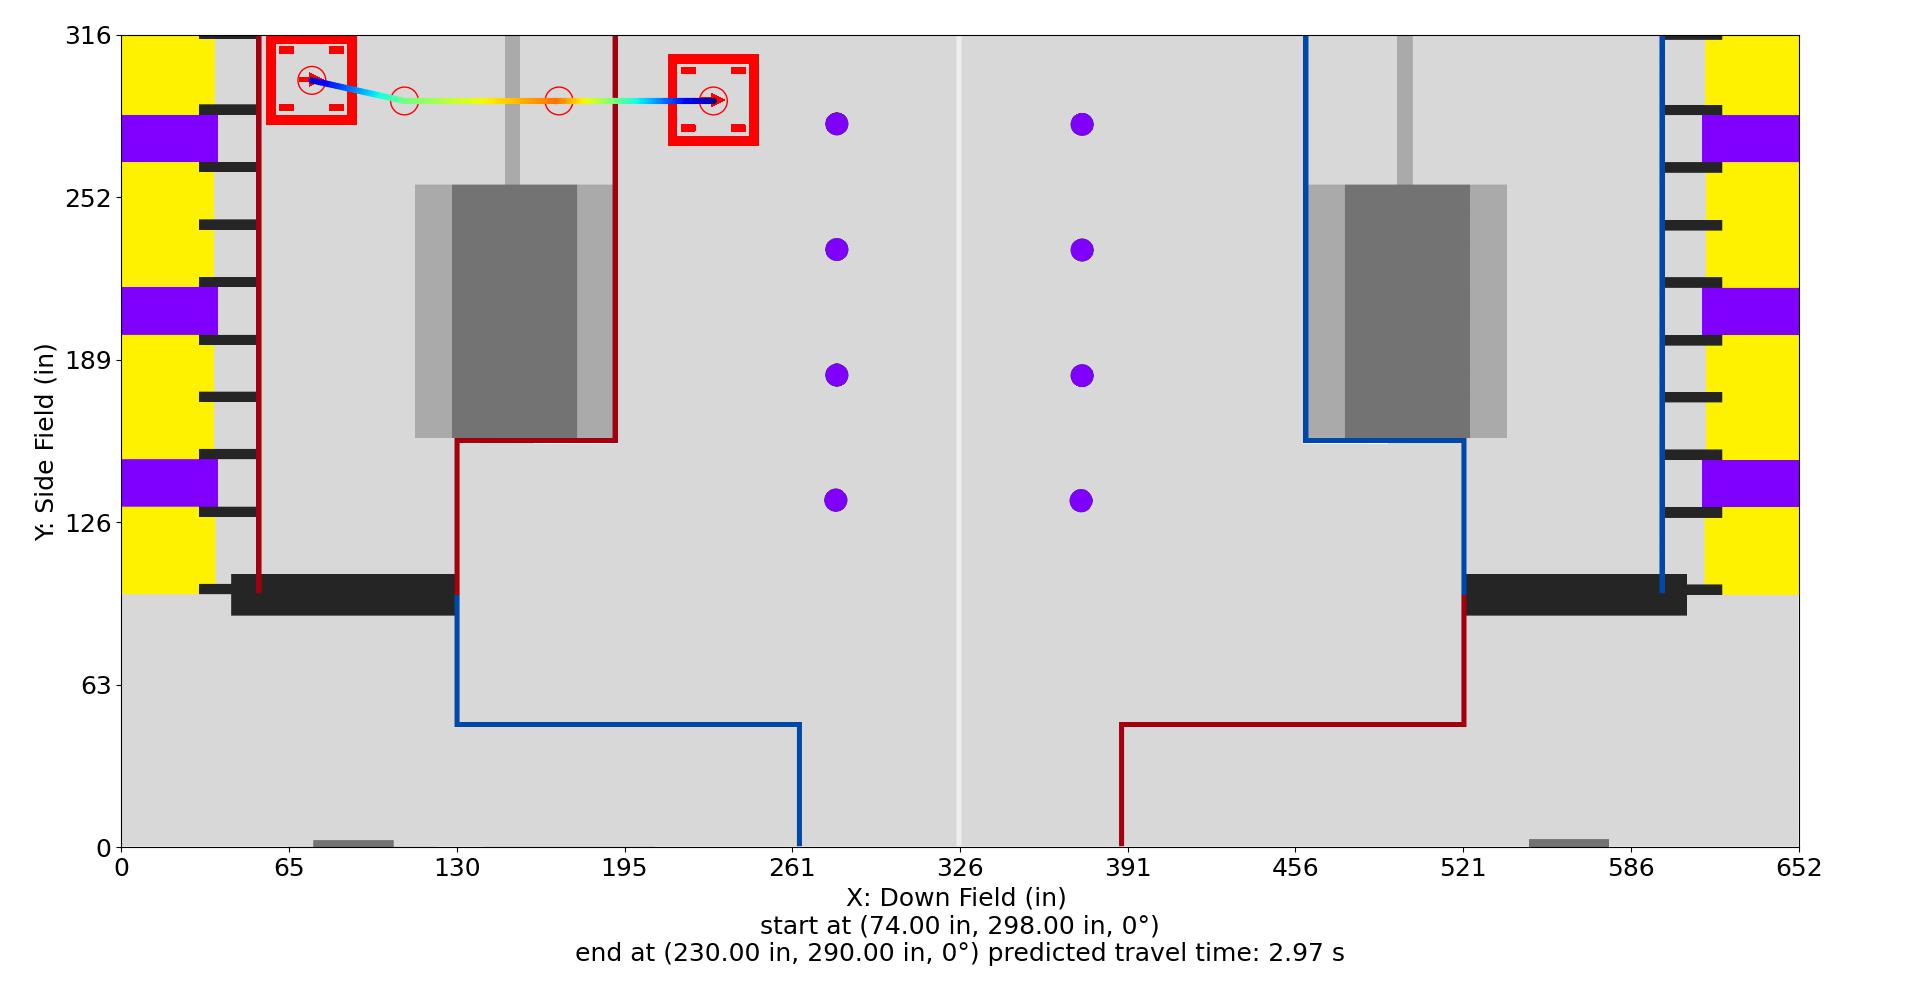 316
252
189
126
63
0
Y: Side Field (in)
0 65 130 195 261 326 391 456 521 586 652
X: Down Field (in)
start at (74.00 in, 298.00 in, 0°)
end at (230.00 in, 290.00 in, 0°) predicted travel time: 2.97 s